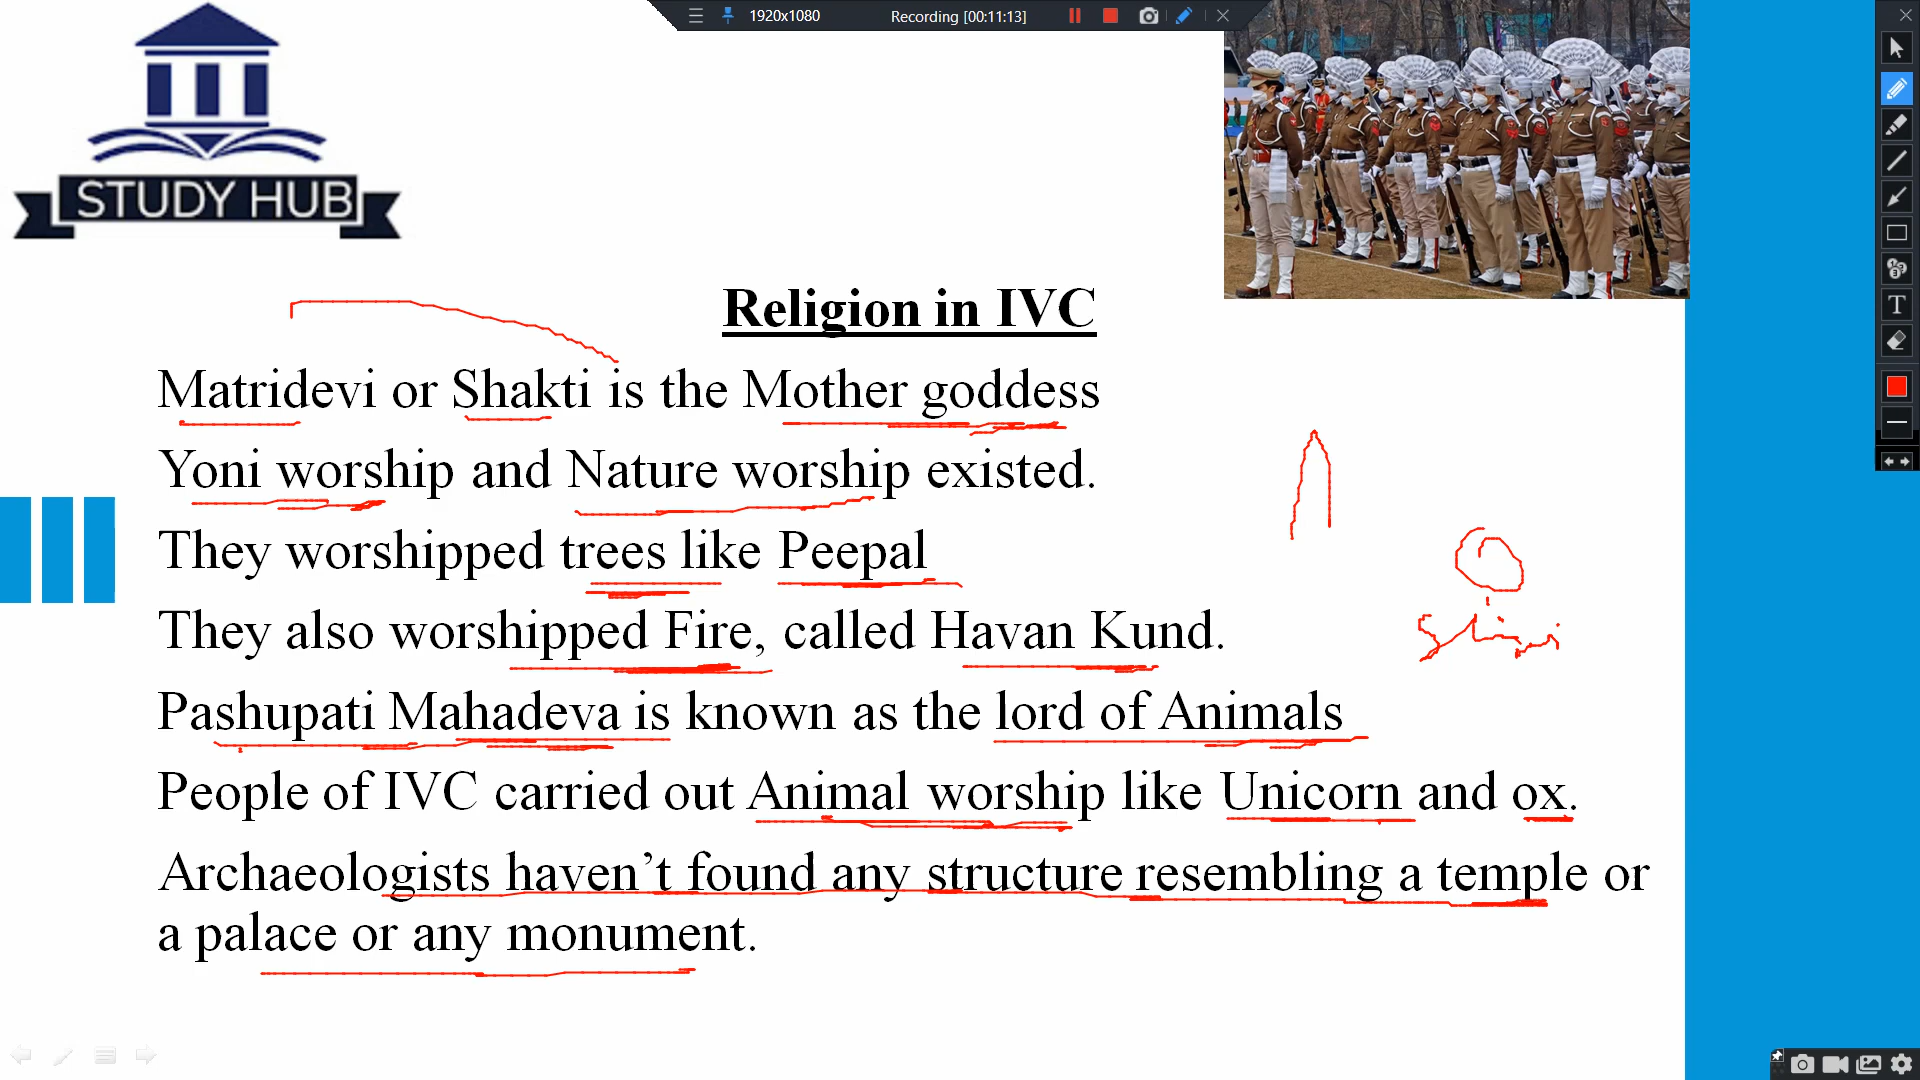 1920x1080
Recording [00:11:13]
STUDY HUB
Religion in IVC
Matridevi or Shakti is the Mother goddess
Yoni worship and Nature worship existed.
They worshipped trees like Peepal
They also worshipped Fire, called Havan Kund.
Pashupati Mahadeva is known as the lord of Animals
People of IVC carried out Animal worship like Unicorn and ox.
Archaeologists haven’t found any structure resembling a temple or
a palace or any monument.